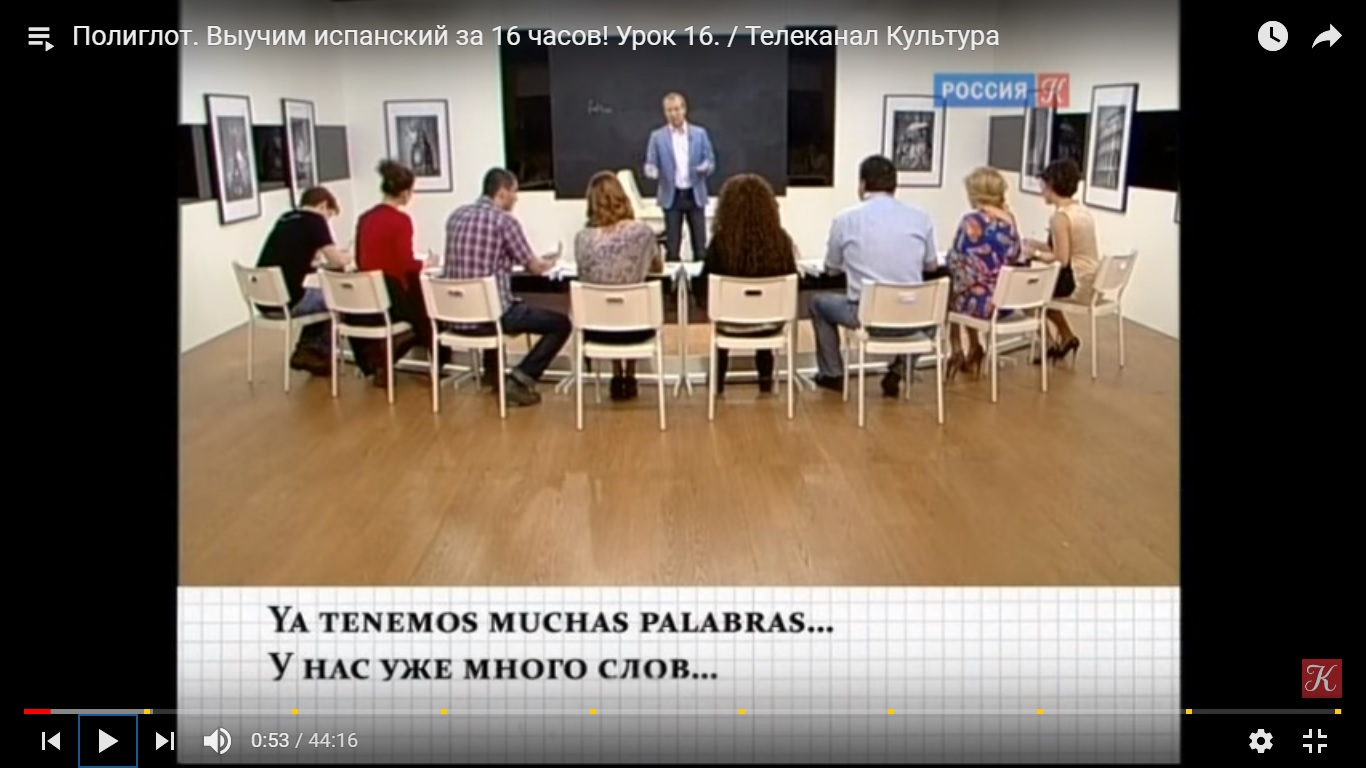 Полиглот. Выучим испанский за 16 часов! Урок 16. / Телеканал Культура
РОССИЯ К
Ya tenemos muchas palabras...
У нас уже много слов...
K
0:53 / 44:16